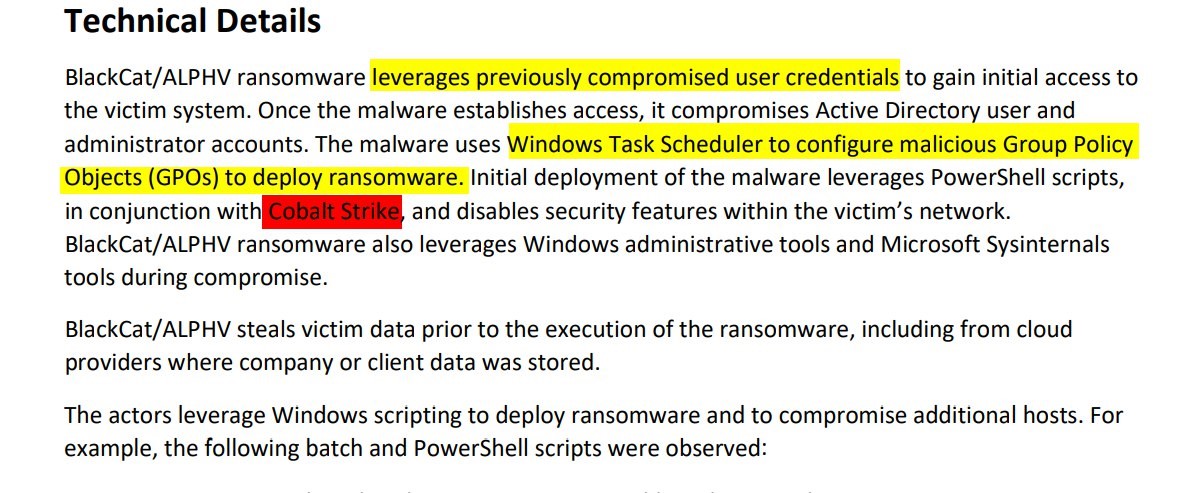 Technical Details
BlackCat/ALPHV ransomware leverages previously compromised user credentials to gain initial access to
the victim system. Once the malware establishes access, it compromises Active Directory user and
administrator accounts. The malware uses Windows Task Scheduler to configure malicious Group Policy
Objects (GPOs) to deploy ransomware. Initial deployment of the malware leverages PowerShell scripts,
in conjunction with Cobalt Strike, and disables security features within the victim’s network.
BlackCat/ALPHV ransomware also leverages Windows administrative tools and Microsoft Sysinternals
tools during compromise.
BlackCat/ALPHV steals victim data prior to the execution of the ransomware, including from cloud
providers where company or client data was stored.
The actors leverage Windows scripting to deploy ransomware and to compromise additional hosts. For
example, the following batch and PowerShell scripts were observed: